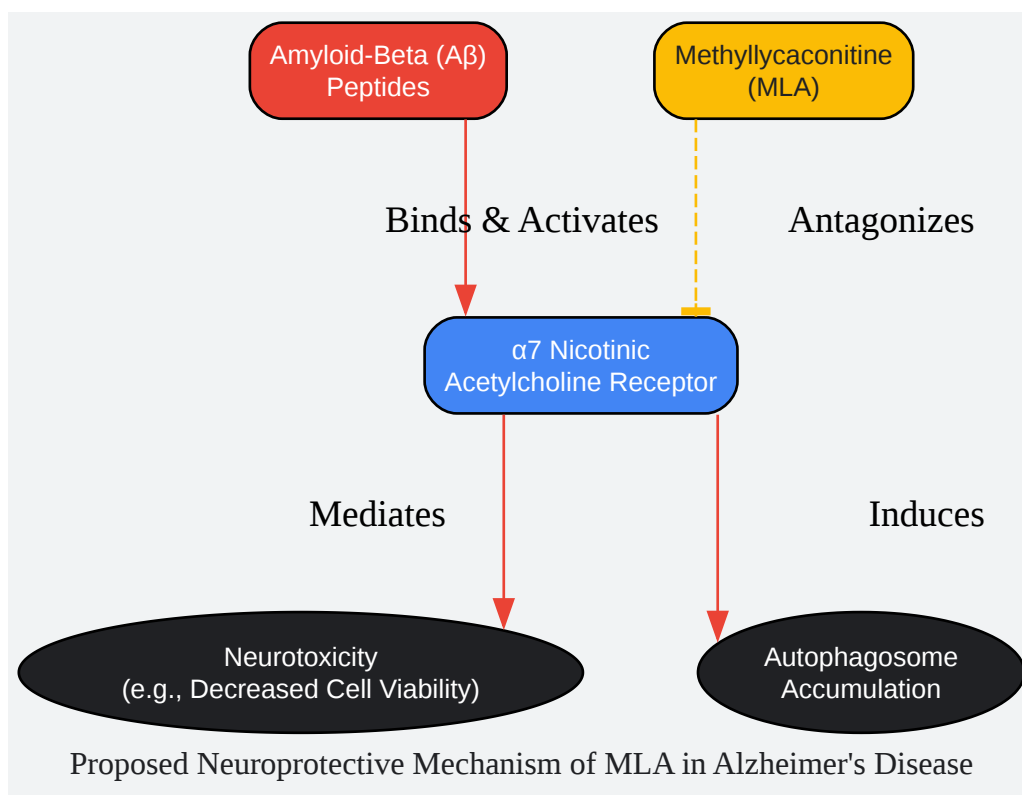 Amyloid-Beta (Aβ)
Peptides
Methyllycaconitine
(MLA)
Binds & Activates
Antagonizes
α7 Nicotinic
Acetylcholine Receptor
Mediates
Induces
Neurotoxicity
(e.g., Decreased Cell Viability)
Autophagosome
Accumulation
Proposed Neuroprotective Mechanism of MLA in Alzheimer's Disease